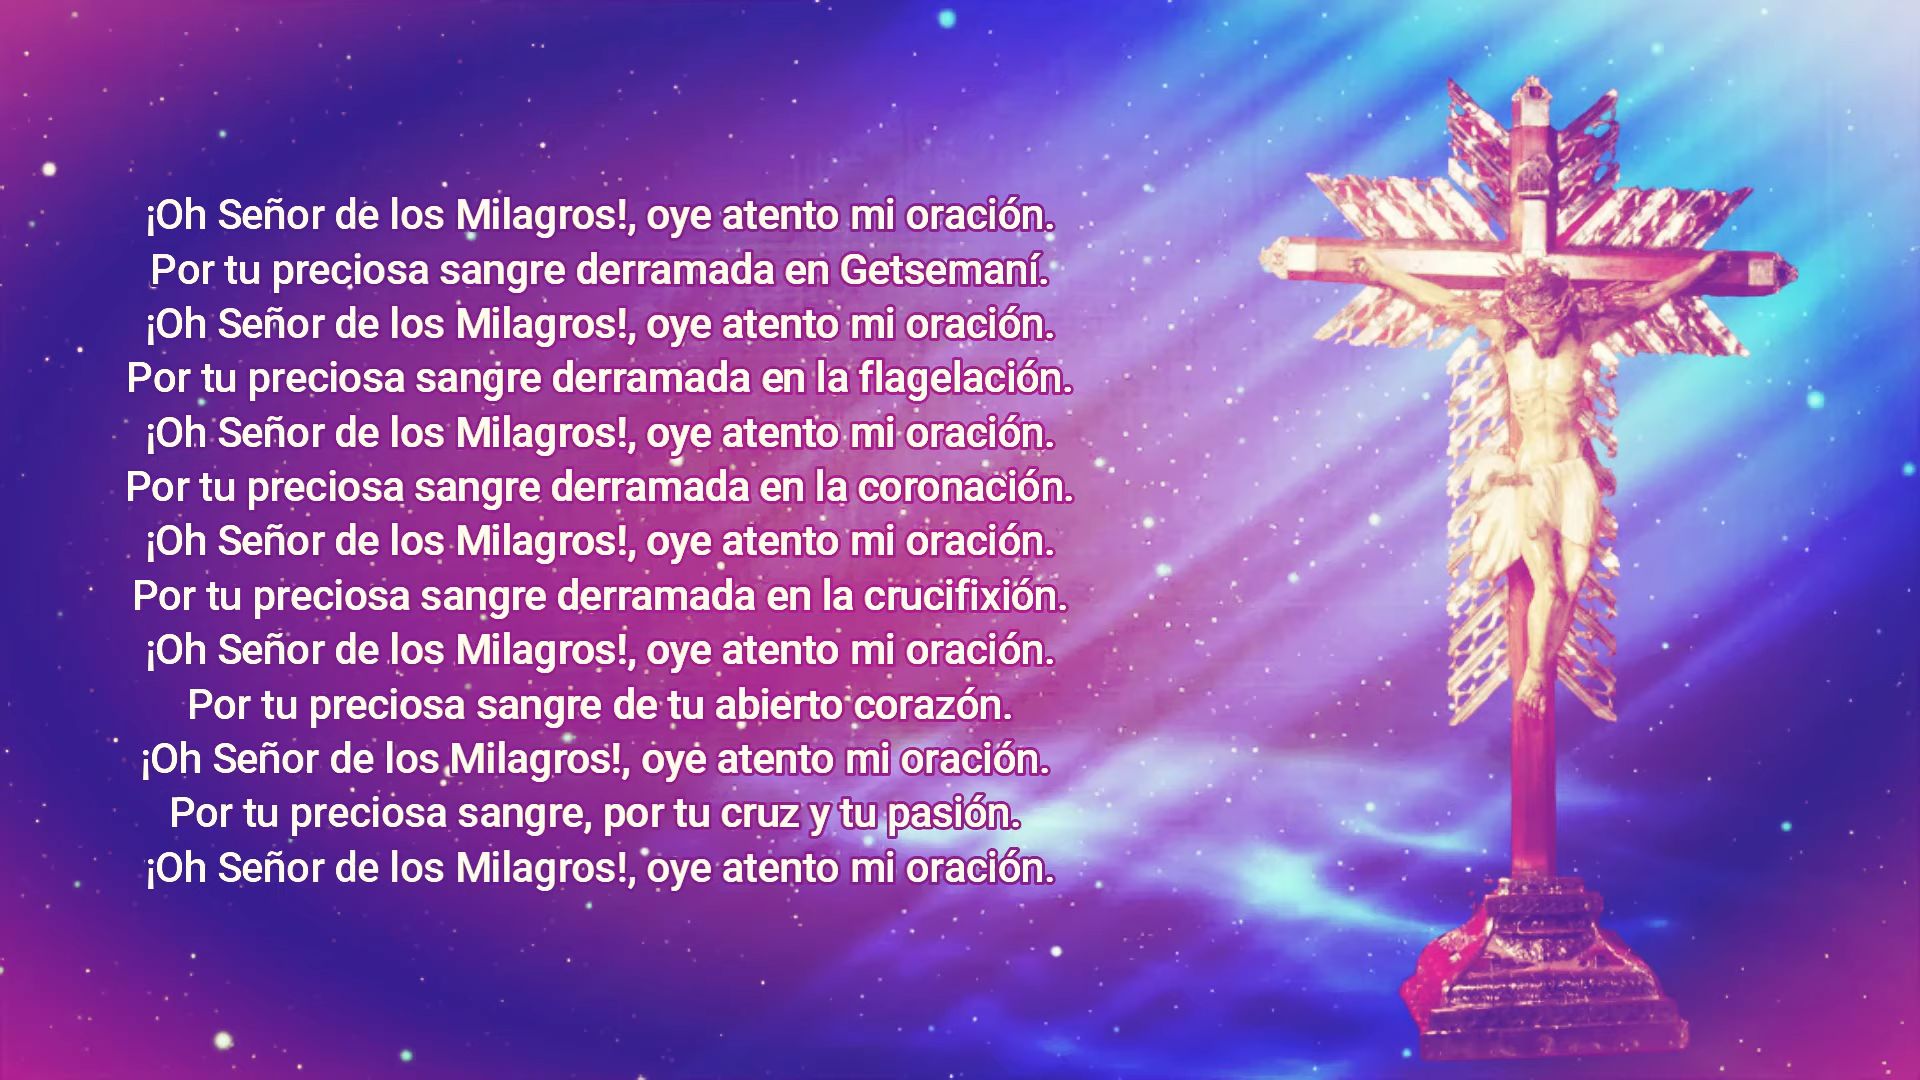 ¡Oh Señor de los Milagros!, oye atento mi oración.
Por tu preciosa sangre derramada en Getsemaní.
¡Oh Señor de los Milagros!, oye atento mi oración.
Por tu preciosa sangre derramada en la flagelación.
¡Oh Señor de los Milagros!, oye atento mi oración.
Por tu preciosa sangre derramada en la coronación.
¡Oh Señor de los Milagros!, oye atento mi oración.
Por tu preciosa sangre derramada en la crucifixión.
¡Oh Señor de los Milagros!, oye atento mi oración.
Por tu preciosa sangre de tu abierto corazón.
¡Oh Señor de los Milagros!, oye atento mi oración.
Por tu preciosa sangre, por tu cruz y tu pasión.
¡Oh Señor de los Milagros!, oye atento mi oración.